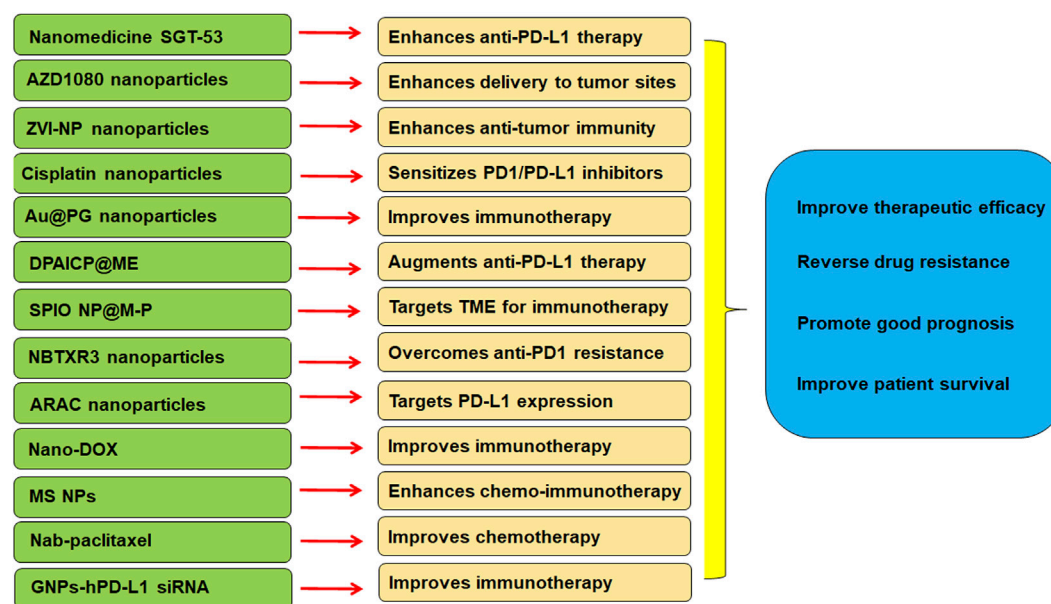 Nanomedicine SGT-53
Enhances anti-PD-L1 therapy
AZD1080 nanoparticles
Enhances delivery to tumor sites
ZVI-NP nanoparticles
Enhances anti-tumor immunity
Cisplatin nanoparticles
Sensitizes PD1/PD-L1 inhibitors
Au@PG nanoparticles
Improves immunotherapy
DPAICP@ME
Augments anti-PD-L1 therapy
SPIO NP@M-P
Targets TME for immunotherapy
NBTXR3 nanoparticles
Overcomes anti-PD1 resistance
ARAC nanoparticles
Targets PD-L1 expression
Nano-DOX
Improves immunotherapy
MS NPs
Enhances chemo-immunotherapy
Nab-paclitaxel
Improves chemotherapy
GNPs-hPD-L1 siRNA
Improves immunotherapy
Improve therapeutic efficacy
Reverse drug resistance
Promote good prognosis
Improve patient survival